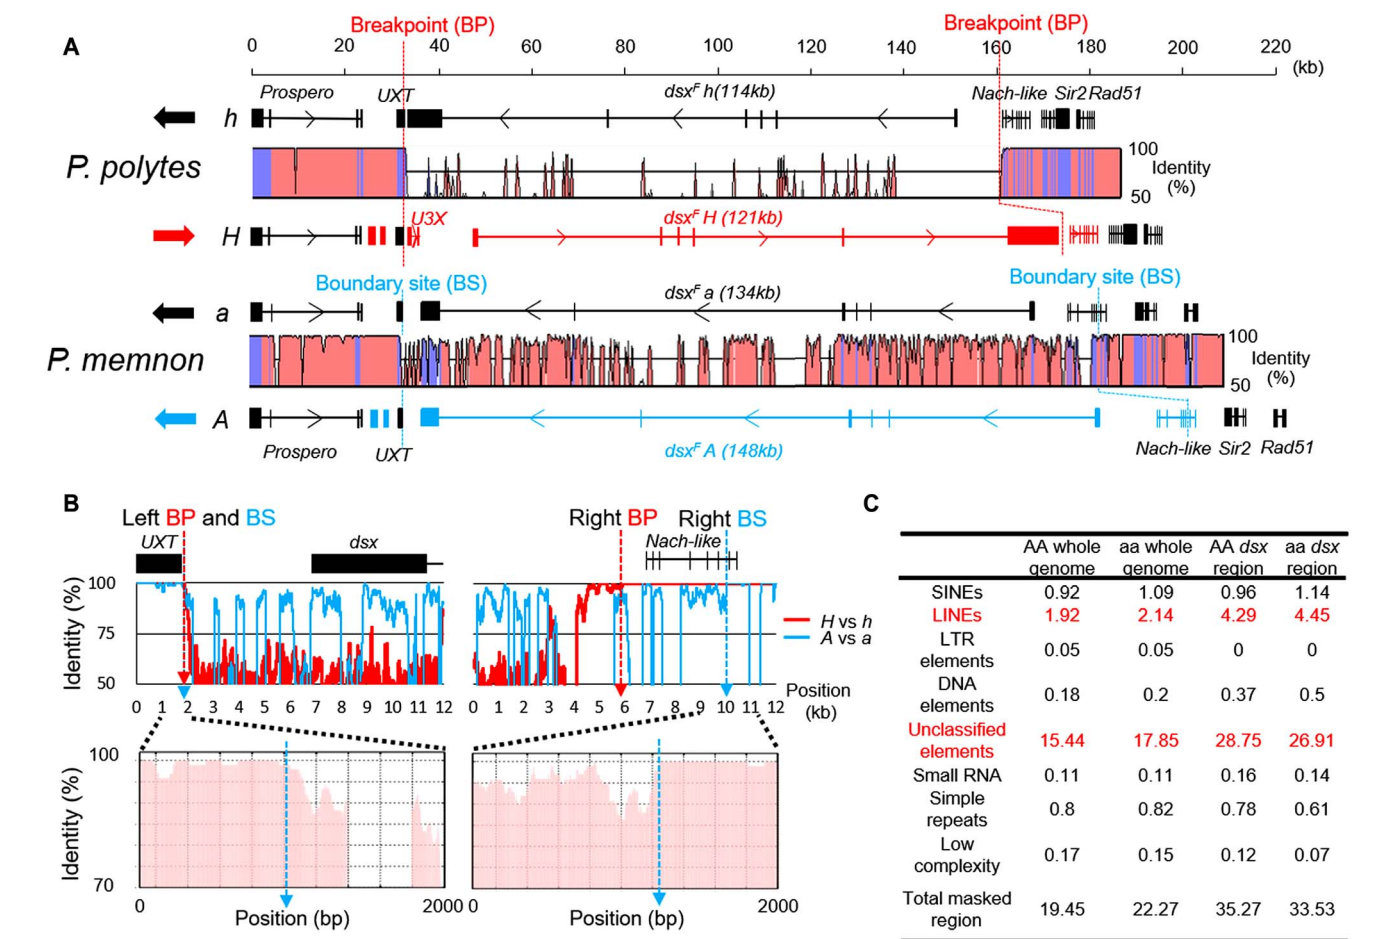 A
Breakpoint (BP) Breakpoint (BP)
0 20 40 60 80 100 120 140 160 180 200 220
(kb)
Prospero UXT dsxF h(114kb) Nach-like Sir2 Rad51
h
P. polytes
100
Identity
(%)
50
U3X dsxF H (121kb)
H
Boundary site (BS) Boundary site (BS)
dsxF a (134kb)
a
P. memnon
100
Identity
(%)
50
A
Prospero UXT dsxF A (148kb) Nach-like Sir2 Rad51
B
Left BP and BS Right BP Right BS
UXT dsx Nach-like
Identity (%)
100
75
50
H vs h
A vs a
0 1 2 3 4 5 6 7 8 9 10 11 12 0 1 2 3 4 5 6 7 8 9 10 11 12
Position
(kb)
Identity (%)
100
70
0 Position (bp) 2000 0 Position (bp) 2000
C
AA whole genome aa whole genome AA dsx region aa dsx region
SINEs 0.92 1.09 0.96 1.14
LINEs 1.92 2.14 4.29 4.45
LTR elements 0.05 0.05 0 0
DNA elements 0.18 0.2 0.37 0.5
Unclassified elements 15.44 17.85 28.75 26.91
Small RNA 0.11 0.11 0.16 0.14
Simple repeats 0.8 0.82 0.78 0.61
Low complexity 0.17 0.15 0.12 0.07
Total masked region 19.45 22.27 35.27 33.53